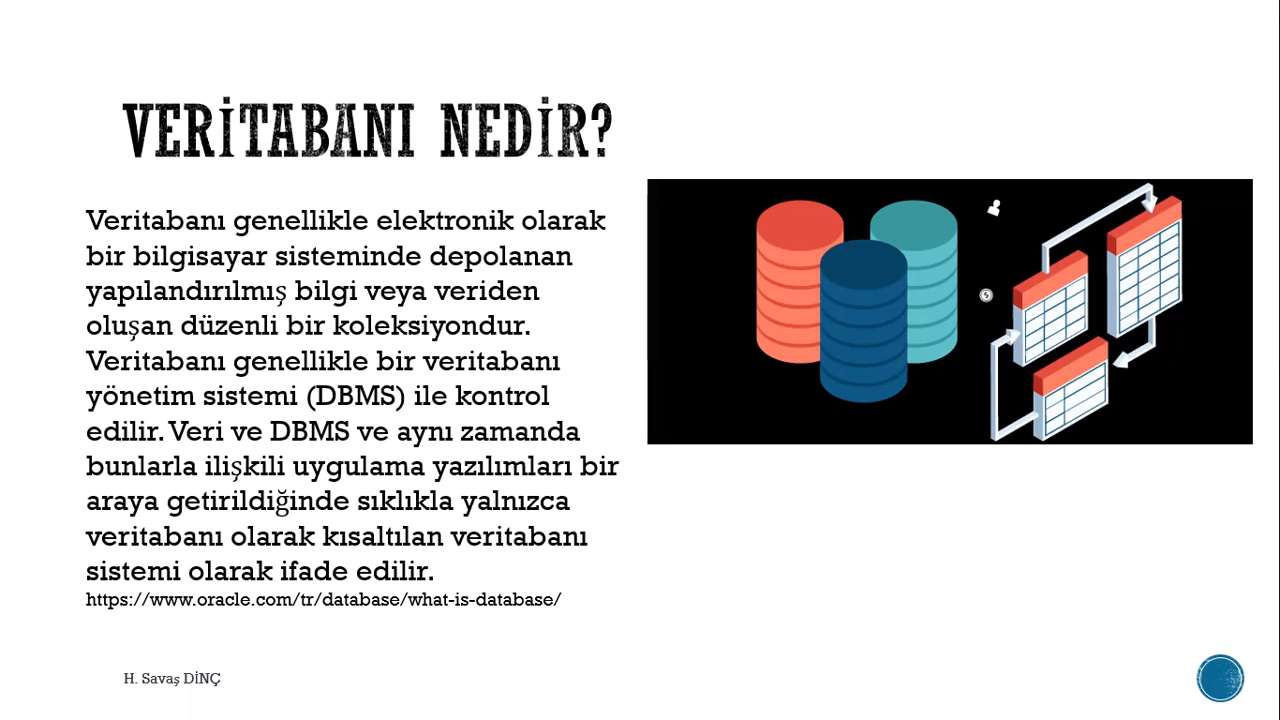 VERİTABANI NEDİR?
Veritabanı genellikle elektronik olarak
bir bilgisayar sisteminde depolanan
yapılandırılmış bilgi veya veriden
oluşan düzenli bir koleksiyondur.
Veritabanı genellikle bir veritabanı
yönetim sistemi (DBMS) ile kontrol
edilir. Veri ve DBMS ve aynı zamanda
bunlarla ilişkili uygulama yazılımları bir
araya getirildiğinde sıklıkla yalnızca
veritabanı olarak kısaltılan veritabanı
sistemi olarak ifade edilir.
https://www.oracle.com/tr/database/what-is-database/
H. Savaş DİNÇ